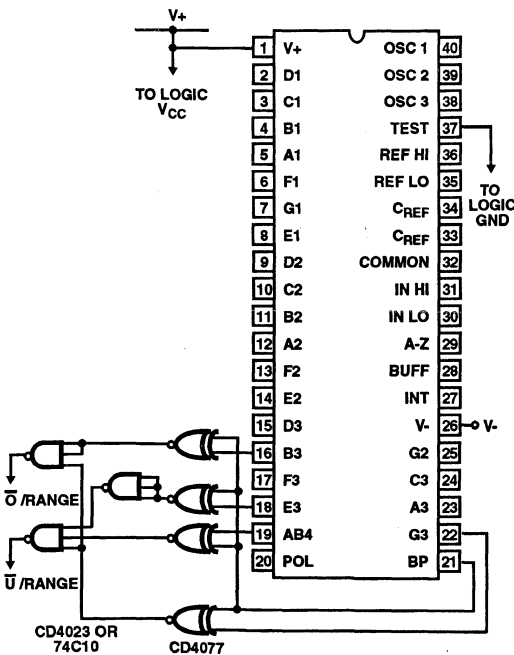 V+
TO LOGIC
VCC
1 V+ OSC 1 40
2 D1 OSC 2 39
3 C1 OSC 3 38
4 B1 TEST 37
5 A1 REF HI 36
6 F1 REF LO 35
7 G1 CREF 34
8 E1 CREF 33
9 D2 COMMON 32
10 C2 IN HI 31
11 B2 IN LO 30
12 A2 A-Z 29
13 F2 BUFF 28
14 E2 INT 27
15 D3 V- 26 V-
16 B3 G2 25
17 F3 C3 24
18 E3 A3 23
19 AB4 G3 22
20 POL BP 21
TO
LOGIC
GND
O̅ /RANGE
U̅ /RANGE
CD4023 OR
74C10
CD4077